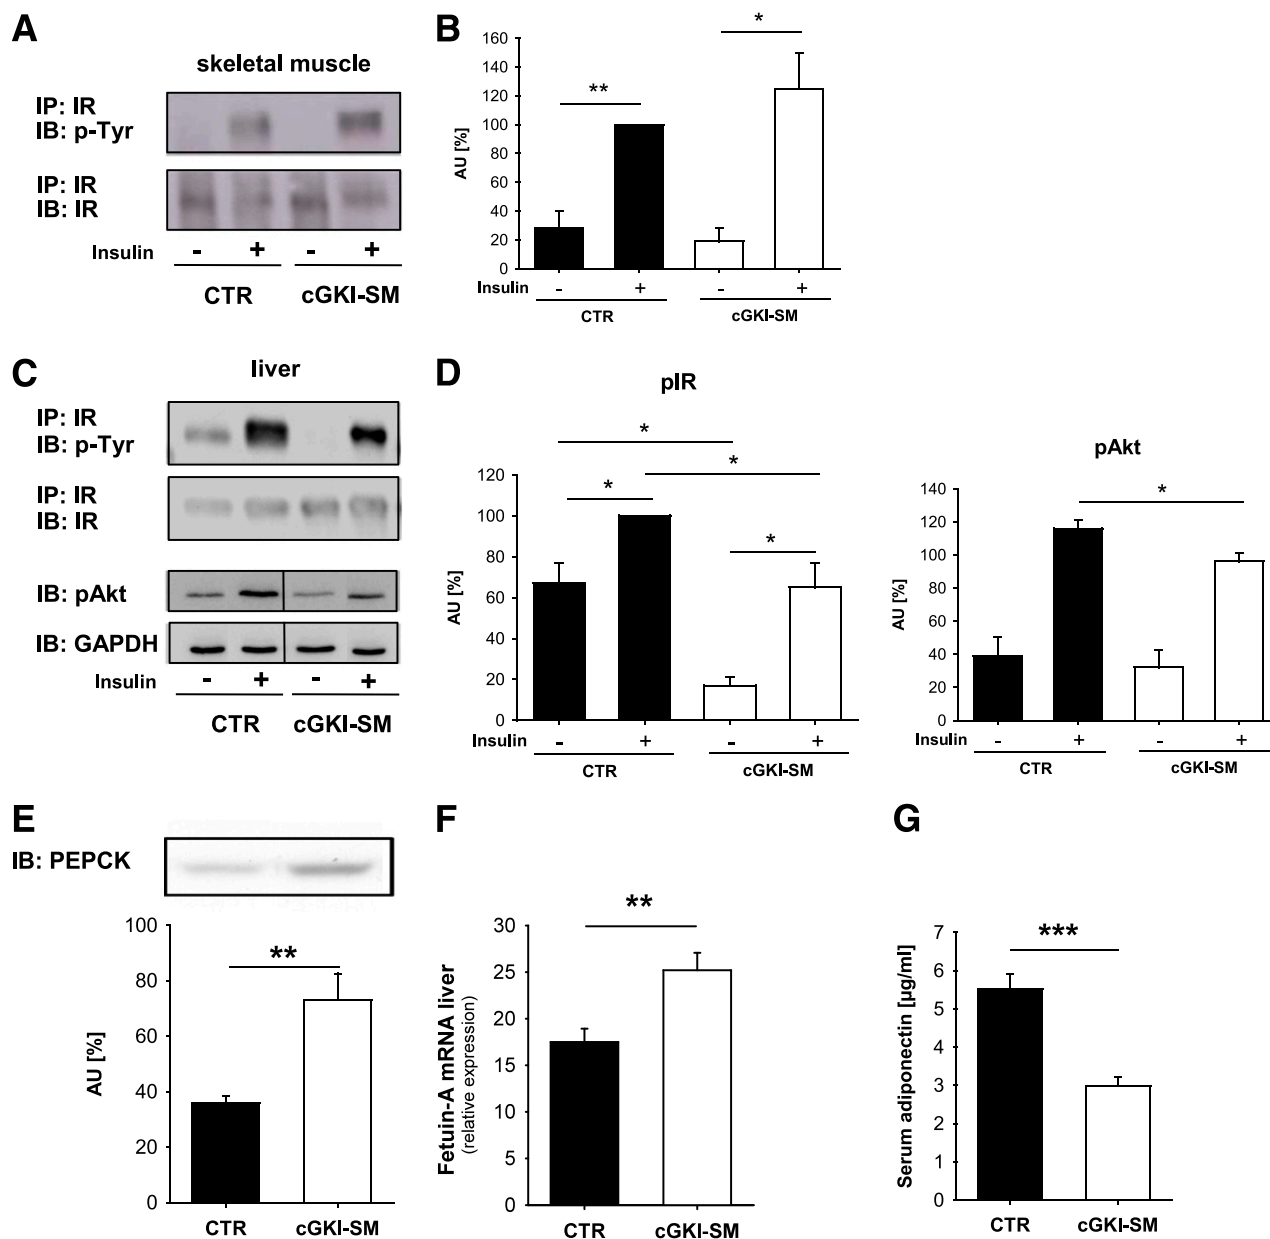 A
skeletal muscle
IP: IR
IB: p-Tyr
IP: IR
IB: IR
Insulin - + - +
CTR cGKI-SM
B
*
**
160
140
120
100
80
60
40
20
0
AU [%]
Insulin - + - +
CTR cGKI-SM
C
liver
IP: IR
IB: p-Tyr
IP: IR
IB: IR
IB: pAkt
IB: GAPDH
Insulin - + - +
CTR cGKI-SM
D
pIR
*
*
*
*
120
100
80
60
40
20
0
AU [%]
Insulin - + - +
CTR cGKI-SM
pAkt
*
140
120
100
80
60
40
20
0
AU [%]
Insulin - + - +
CTR cGKI-SM
E
IB: PEPCK
**
100
80
60
40
20
0
AU [%]
CTR cGKI-SM
F
**
30
25
20
15
10
5
0
Fetuin-A mRNA liver
(relative expression)
CTR cGKI-SM
G
***
7
6
5
4
3
2
1
0
Serum adiponectin [µg/ml]
CTR cGKI-SM